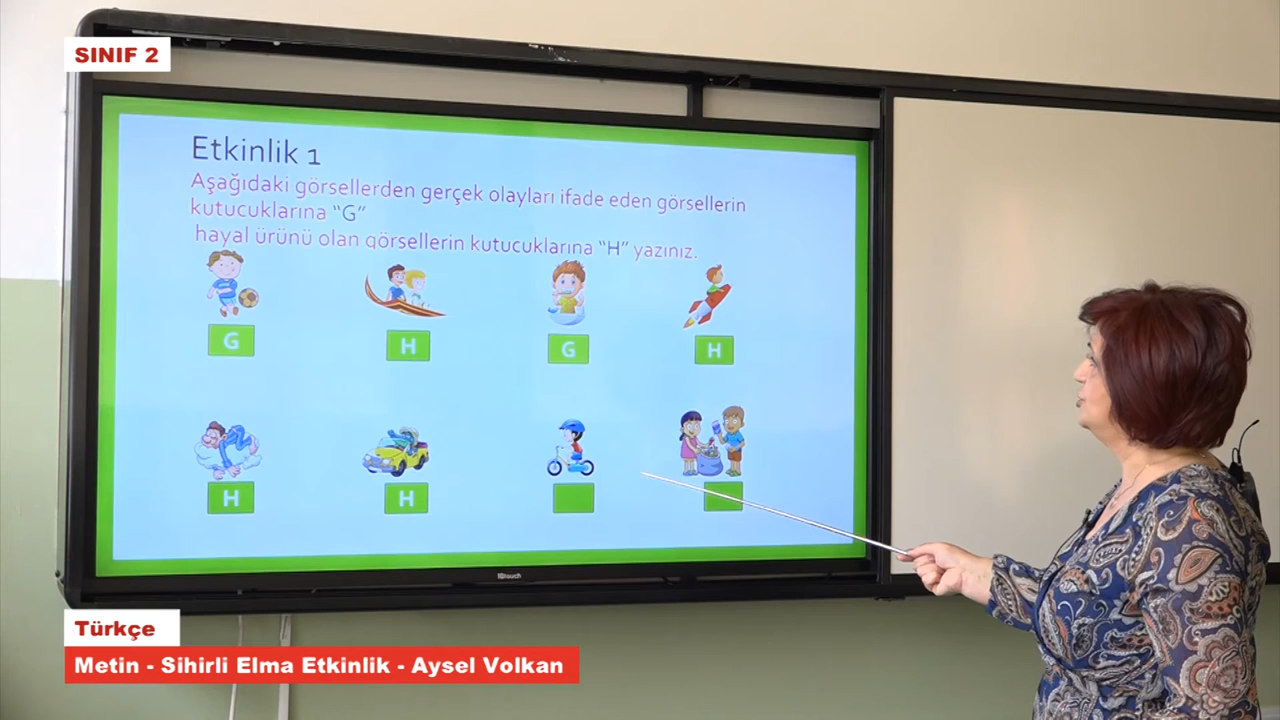 SINIF 2
Etkinlik 1
Aşağıdaki görsellerden gerçek olayları ifade eden görsellerin
kutucuklarına “G”
hayal ürünü olan görsellerin kutucuklarına “H” yazınız.
G H G H
H H
Türkçe
Metin - Sihirli Elma Etkinlik - Aysel Volkan